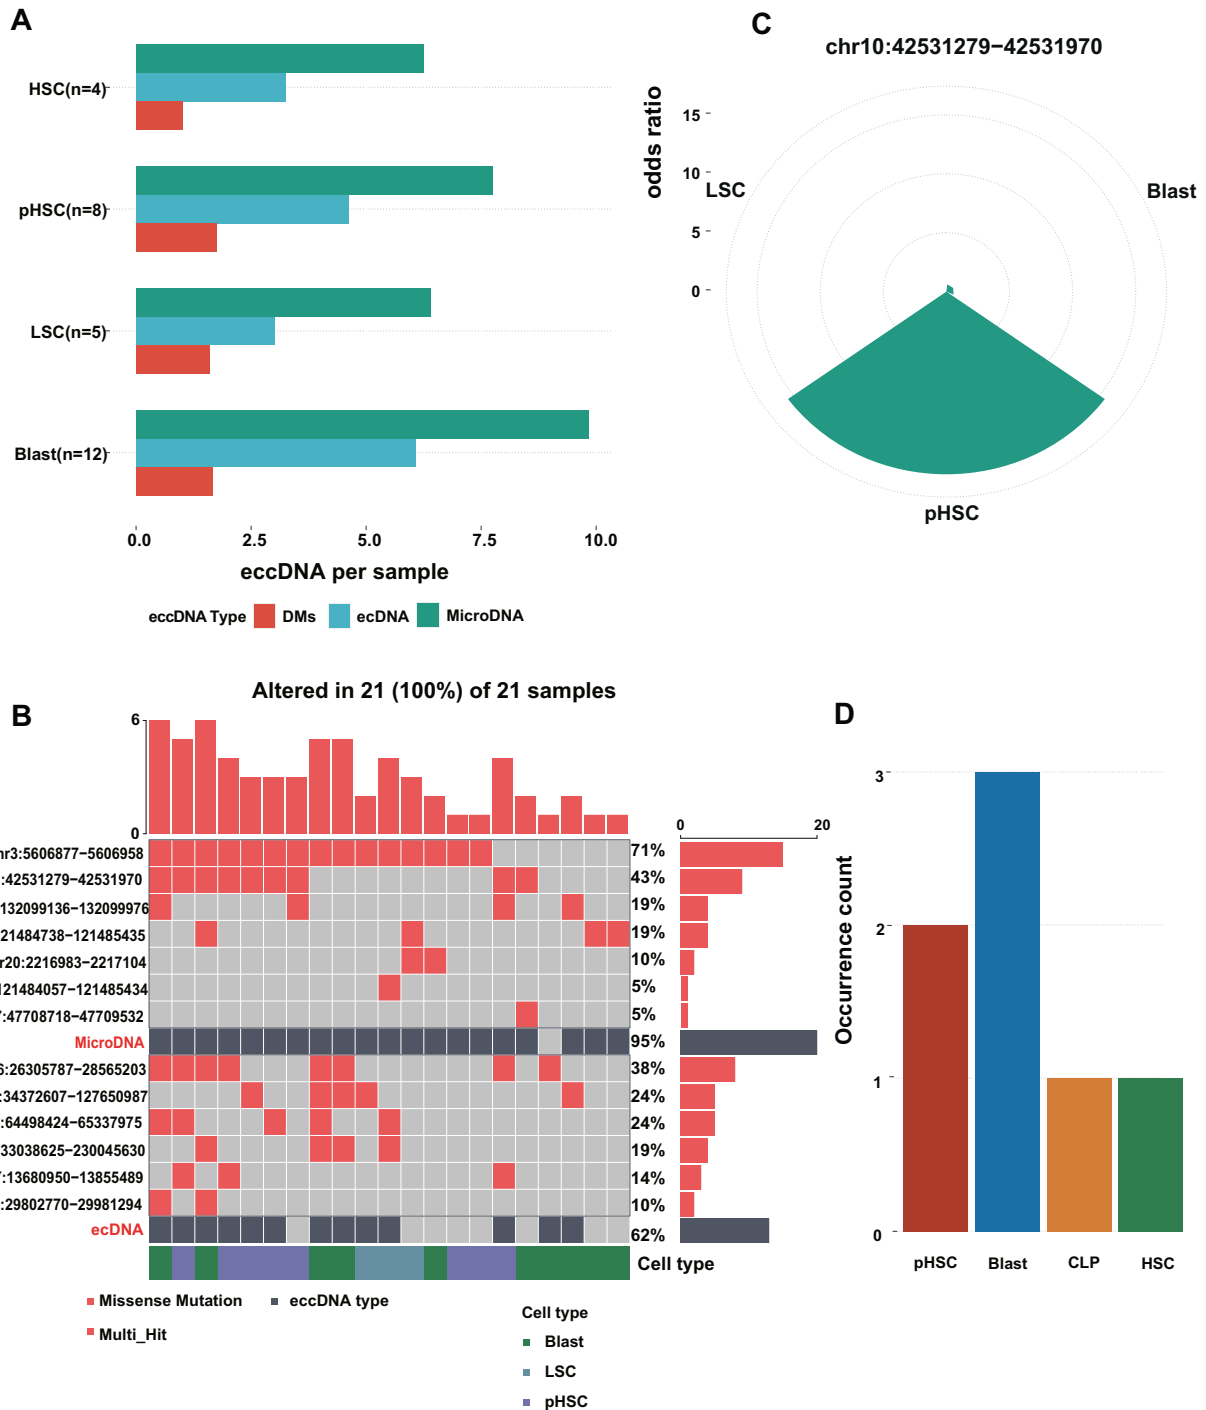 A
HSC(n=4)
pHSC(n=8)
LSC(n=5)
Blast(n=12)
0.0 2.5 5.0 7.5 10.0
eccDNA per sample
eccDNA Type DMs ecDNA MicroDNA
C
chr10:42531279−42531970
odds ratio
15
10
5
0
LSC
Blast
pHSC
B
Altered in 21 (100%) of 21 samples
6
0
0 20
nr3:5606877−5606958 71%
:42531279−42531970 43%
132099136−132099976 19%
21484738−121485435 19%
r20:2216983−2217104 10%
121484057−121485434 5%
7:47708718−47709532 5%
MicroDNA 95%
6:26305787−28565203 38%
:34372607−127650987 24%
:64498424−65337975 24%
33038625−230045630 19%
:13680950−13855489 14%
:29802770−29981294 10%
ecDNA 62%
Cell type
Missense Mutation
eccDNA type
Multi_Hit
Cell type
Blast
LSC
pHSC
D
Occurrence count
3
2
1
0
pHSC Blast CLP HSC